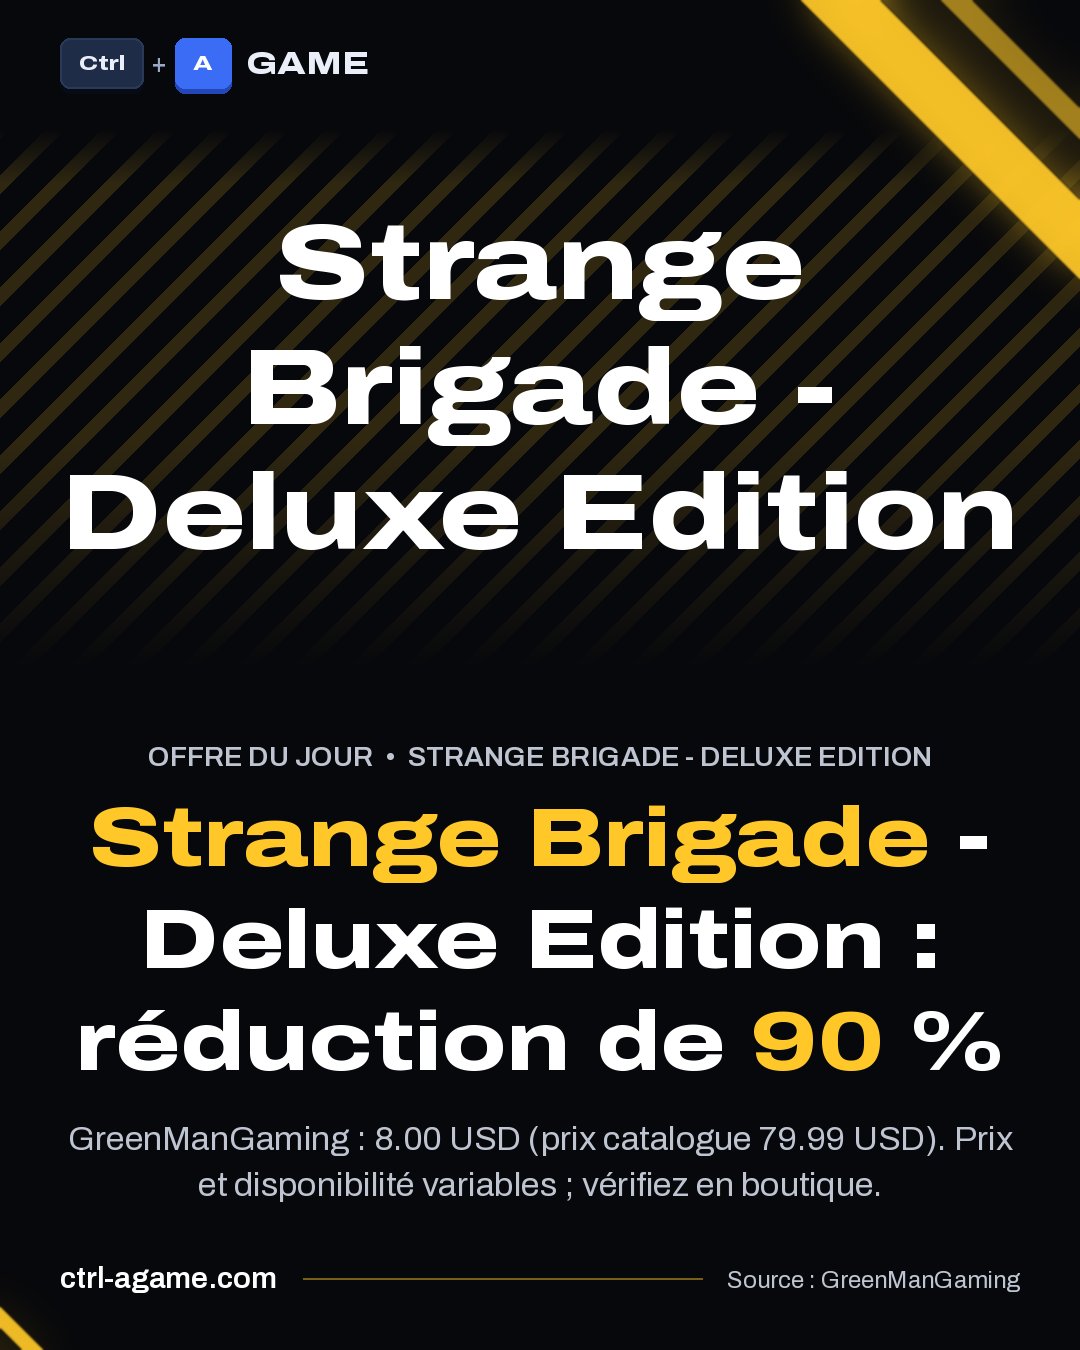 Ctrl + A GAME
Strange
Brigade -
Deluxe Edition
OFFRE DU JOUR • STRANGE BRIGADE - DELUXE EDITION
Strange Brigade -
Deluxe Edition :
réduction de 90 %
GreenManGaming : 8.00 USD (prix catalogue 79.99 USD). Prix
et disponibilité variables ; vérifiez en boutique.
ctrl-agame.com
Source : GreenManGaming